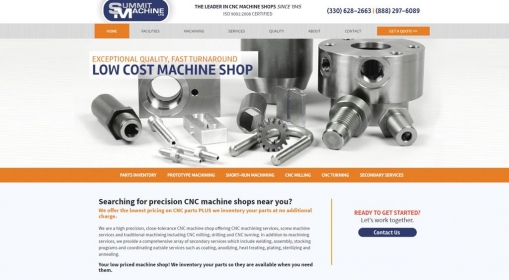 SUMMIT
MACHINE
LTD
THE LEADER IN CNC MACHINE SHOPS SINCE 1945
ISO 9001:2008 CERTIFIED
(330) 628-2663 | (888) 297-6089
HOME FACILITIES MACHINING SERVICES QUALITY ABOUT CONTACT GET A QUOTE >>
EXCEPTIONAL QUALITY, FAST TURNAROUND
LOW COST MACHINE SHOP
PARTS INVENTORY PROTOTYPE MACHINING SHORT-RUN MACHINING CNC MILLING CNC TURNING SECONDARY SERVICES
Searching for precision CNC machine shops near you?
We offer the lowest pricing on CNC parts PLUS we inventory your parts at no additional
charge.
We are a high precision, close-tolerance CNC machine shop offering CNC machining services, screw machine
services and traditional machining including CNC milling, drilling and CNC turning. In addition to machining
services, we provide a comprehensive array of secondary services which include welding, assembly, stacking
programs and coordinating outside services such as coating, anodizing, heat treating, plating, sterilizing and
annealing.
Your low priced machine shop! We inventory your parts so they are available when you need
them.
READY TO GET STARTED?
Let's work together.
Contact Us